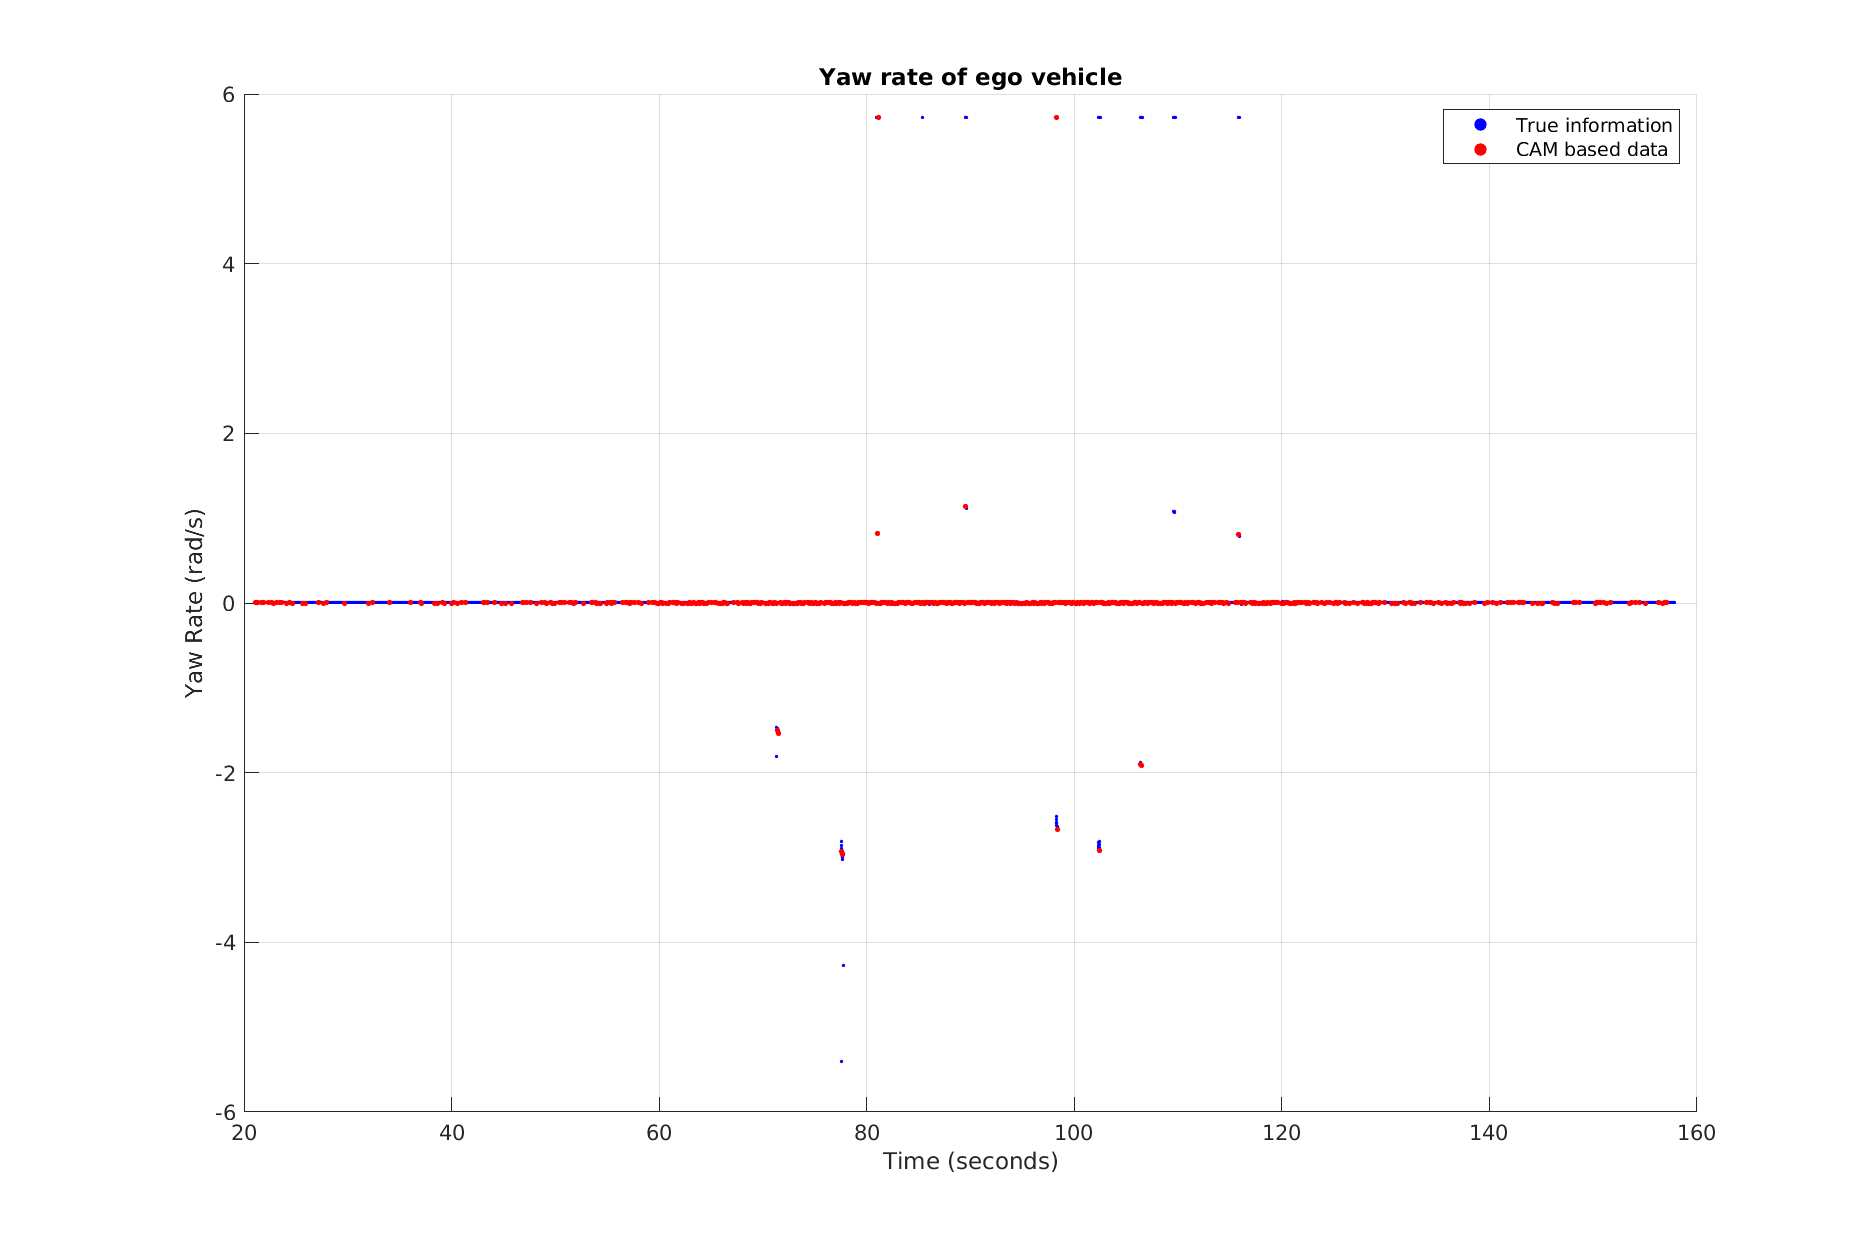 Yaw rate of ego vehicle
True information
CAM based data
6
4
2
0
-2
-4
-6
Yaw Rate (rad/s)
20 40 60 80 100 120 140 160
Time (seconds)